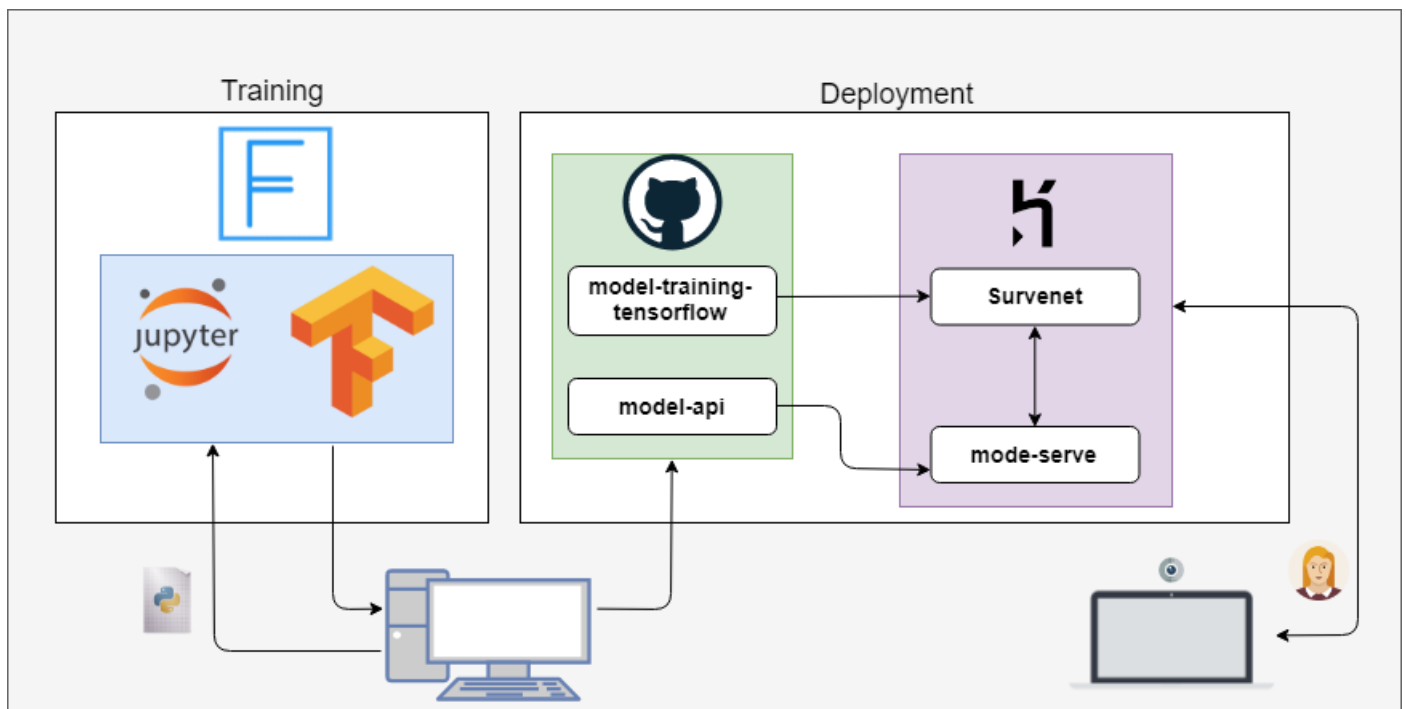 Training
Deployment
jupyter
model-training-
tensorflow
Survenet
model-api
mode-serve